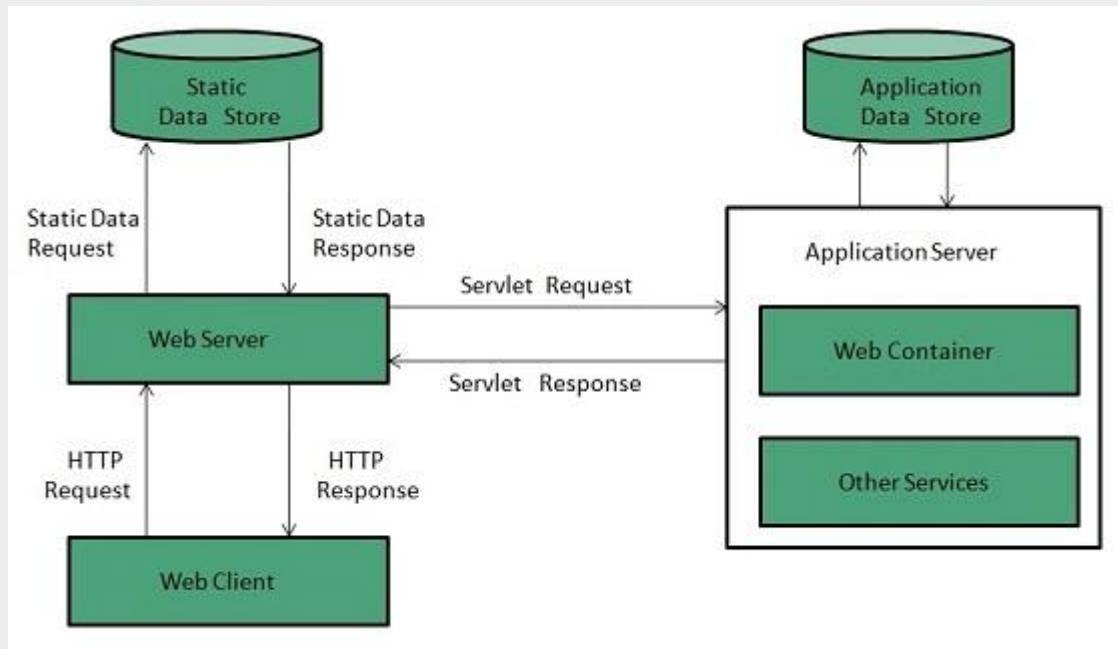 Static
Data Store
Application
Data Store
Static Data
Request
Static Data
Response
Application Server
Servlet Request
Web Server
Web Container
Servlet Response
HTTP
Request
HTTP
Response
Other Services
Web Client